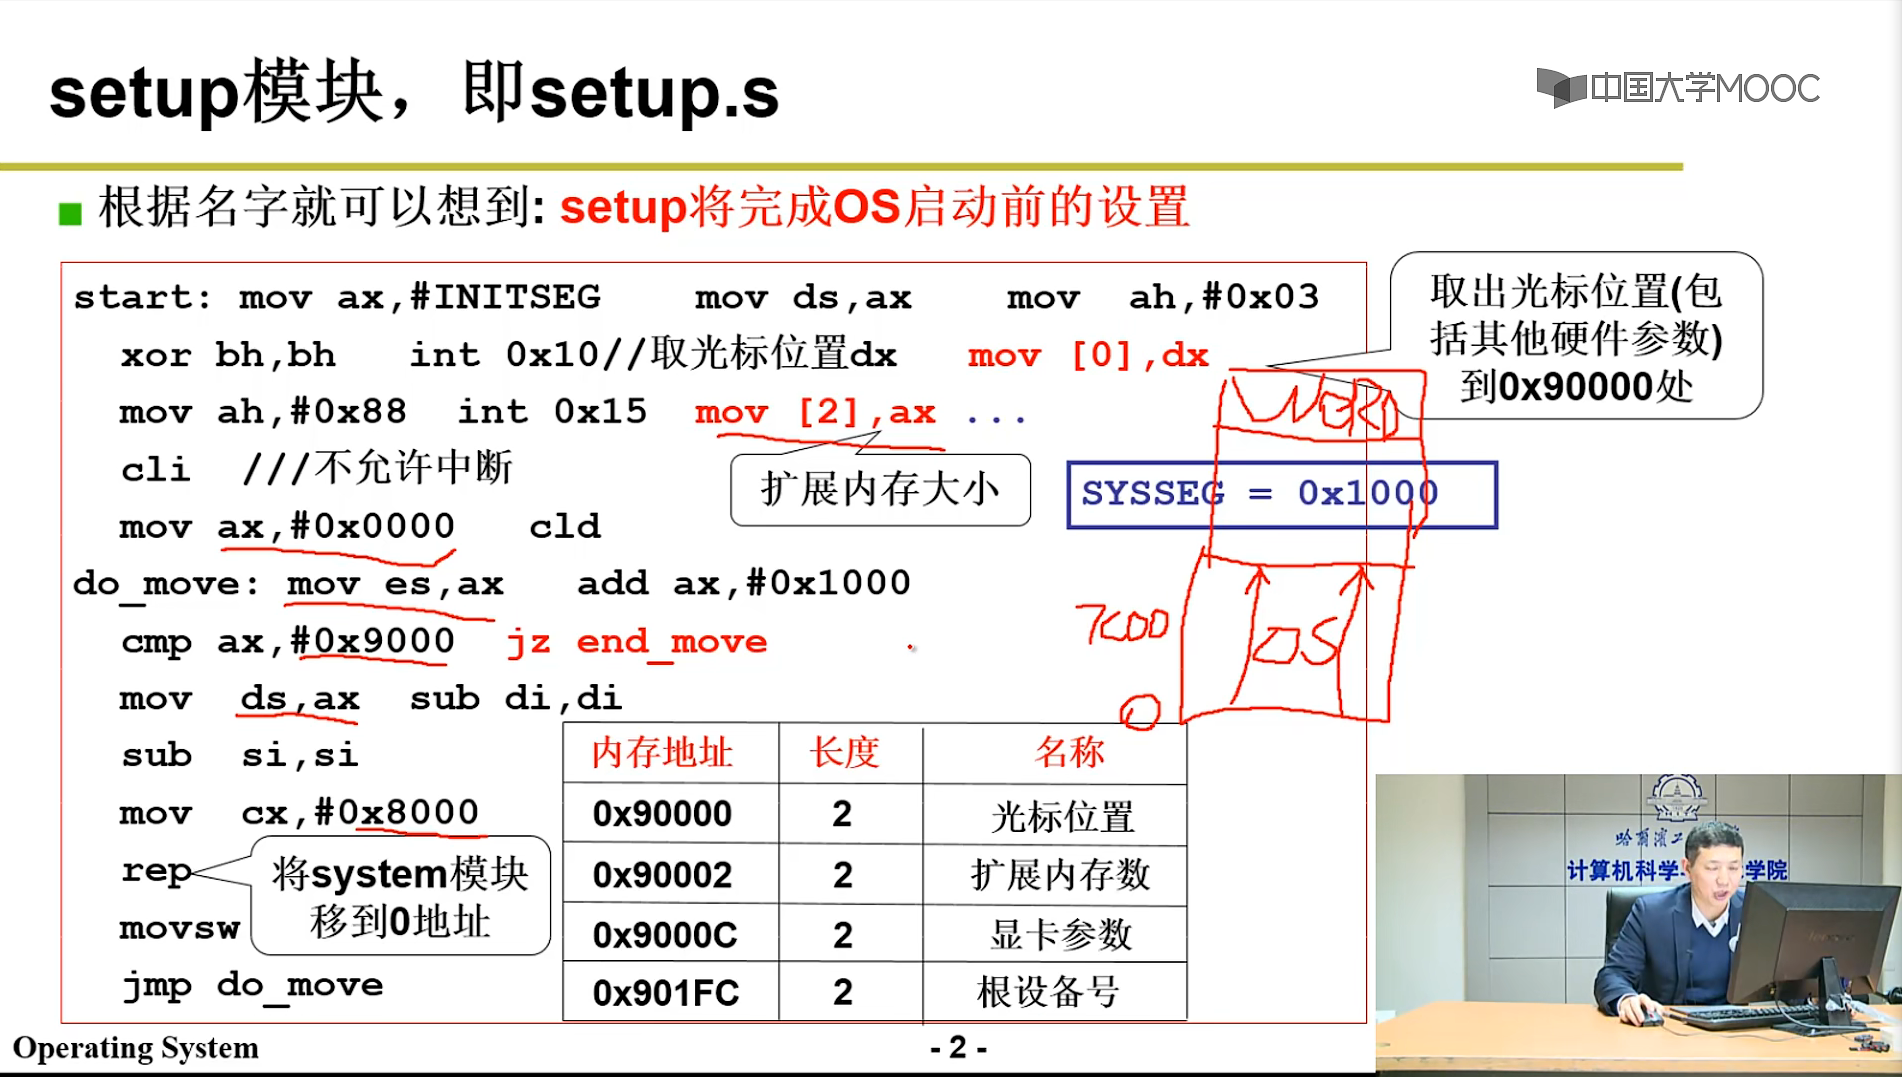 setup模块，即setup.s
中国大学MOOC
根据名字就可以想到: setup将完成OS启动前的设置
start: mov ax,#INITSEG mov ds,ax mov ah,#0x03
xor bh,bh int 0x10//取光标位置dx mov [0],dx
mov ah,#0x88 int 0x15 mov [2],ax ...
cli ///不允许中断
mov ax,#0x0000 cld
do_move: mov es,ax add ax,#0x1000
cmp ax,#0x9000 jz end_move
mov ds,ax sub di,di
sub si,si
mov cx,#0x8000
rep
movsw
jmp do_move
取出光标位置(包
括其他硬件参数)
到0x90000处
扩展内存大小
SYSSEG = 0x1000
7C00
OS
0
将system模块
移到0地址
内存地址 长度 名称
0x90000 2 光标位置
0x90002 2 扩展内存数
0x9000C 2 显卡参数
0x901FC 2 根设备号
计算机科学
学院
Operating System
- 2 -